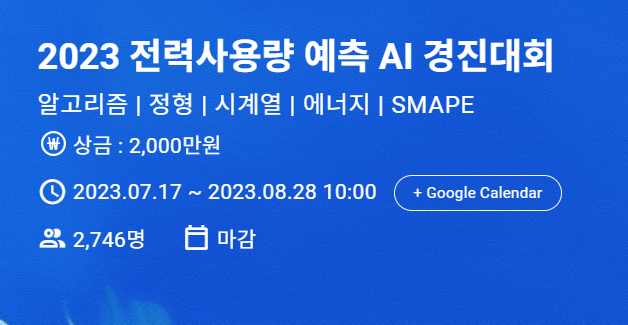 2023 전력사용량 예측 AI 경진대회
알고리즘 | 정형 | 시계열 | 에너지 | SMAPE
₩ 상금 : 2,000만원
2023.07.17 ~ 2023.08.28 10:00 + Google Calendar
2,746명 마감